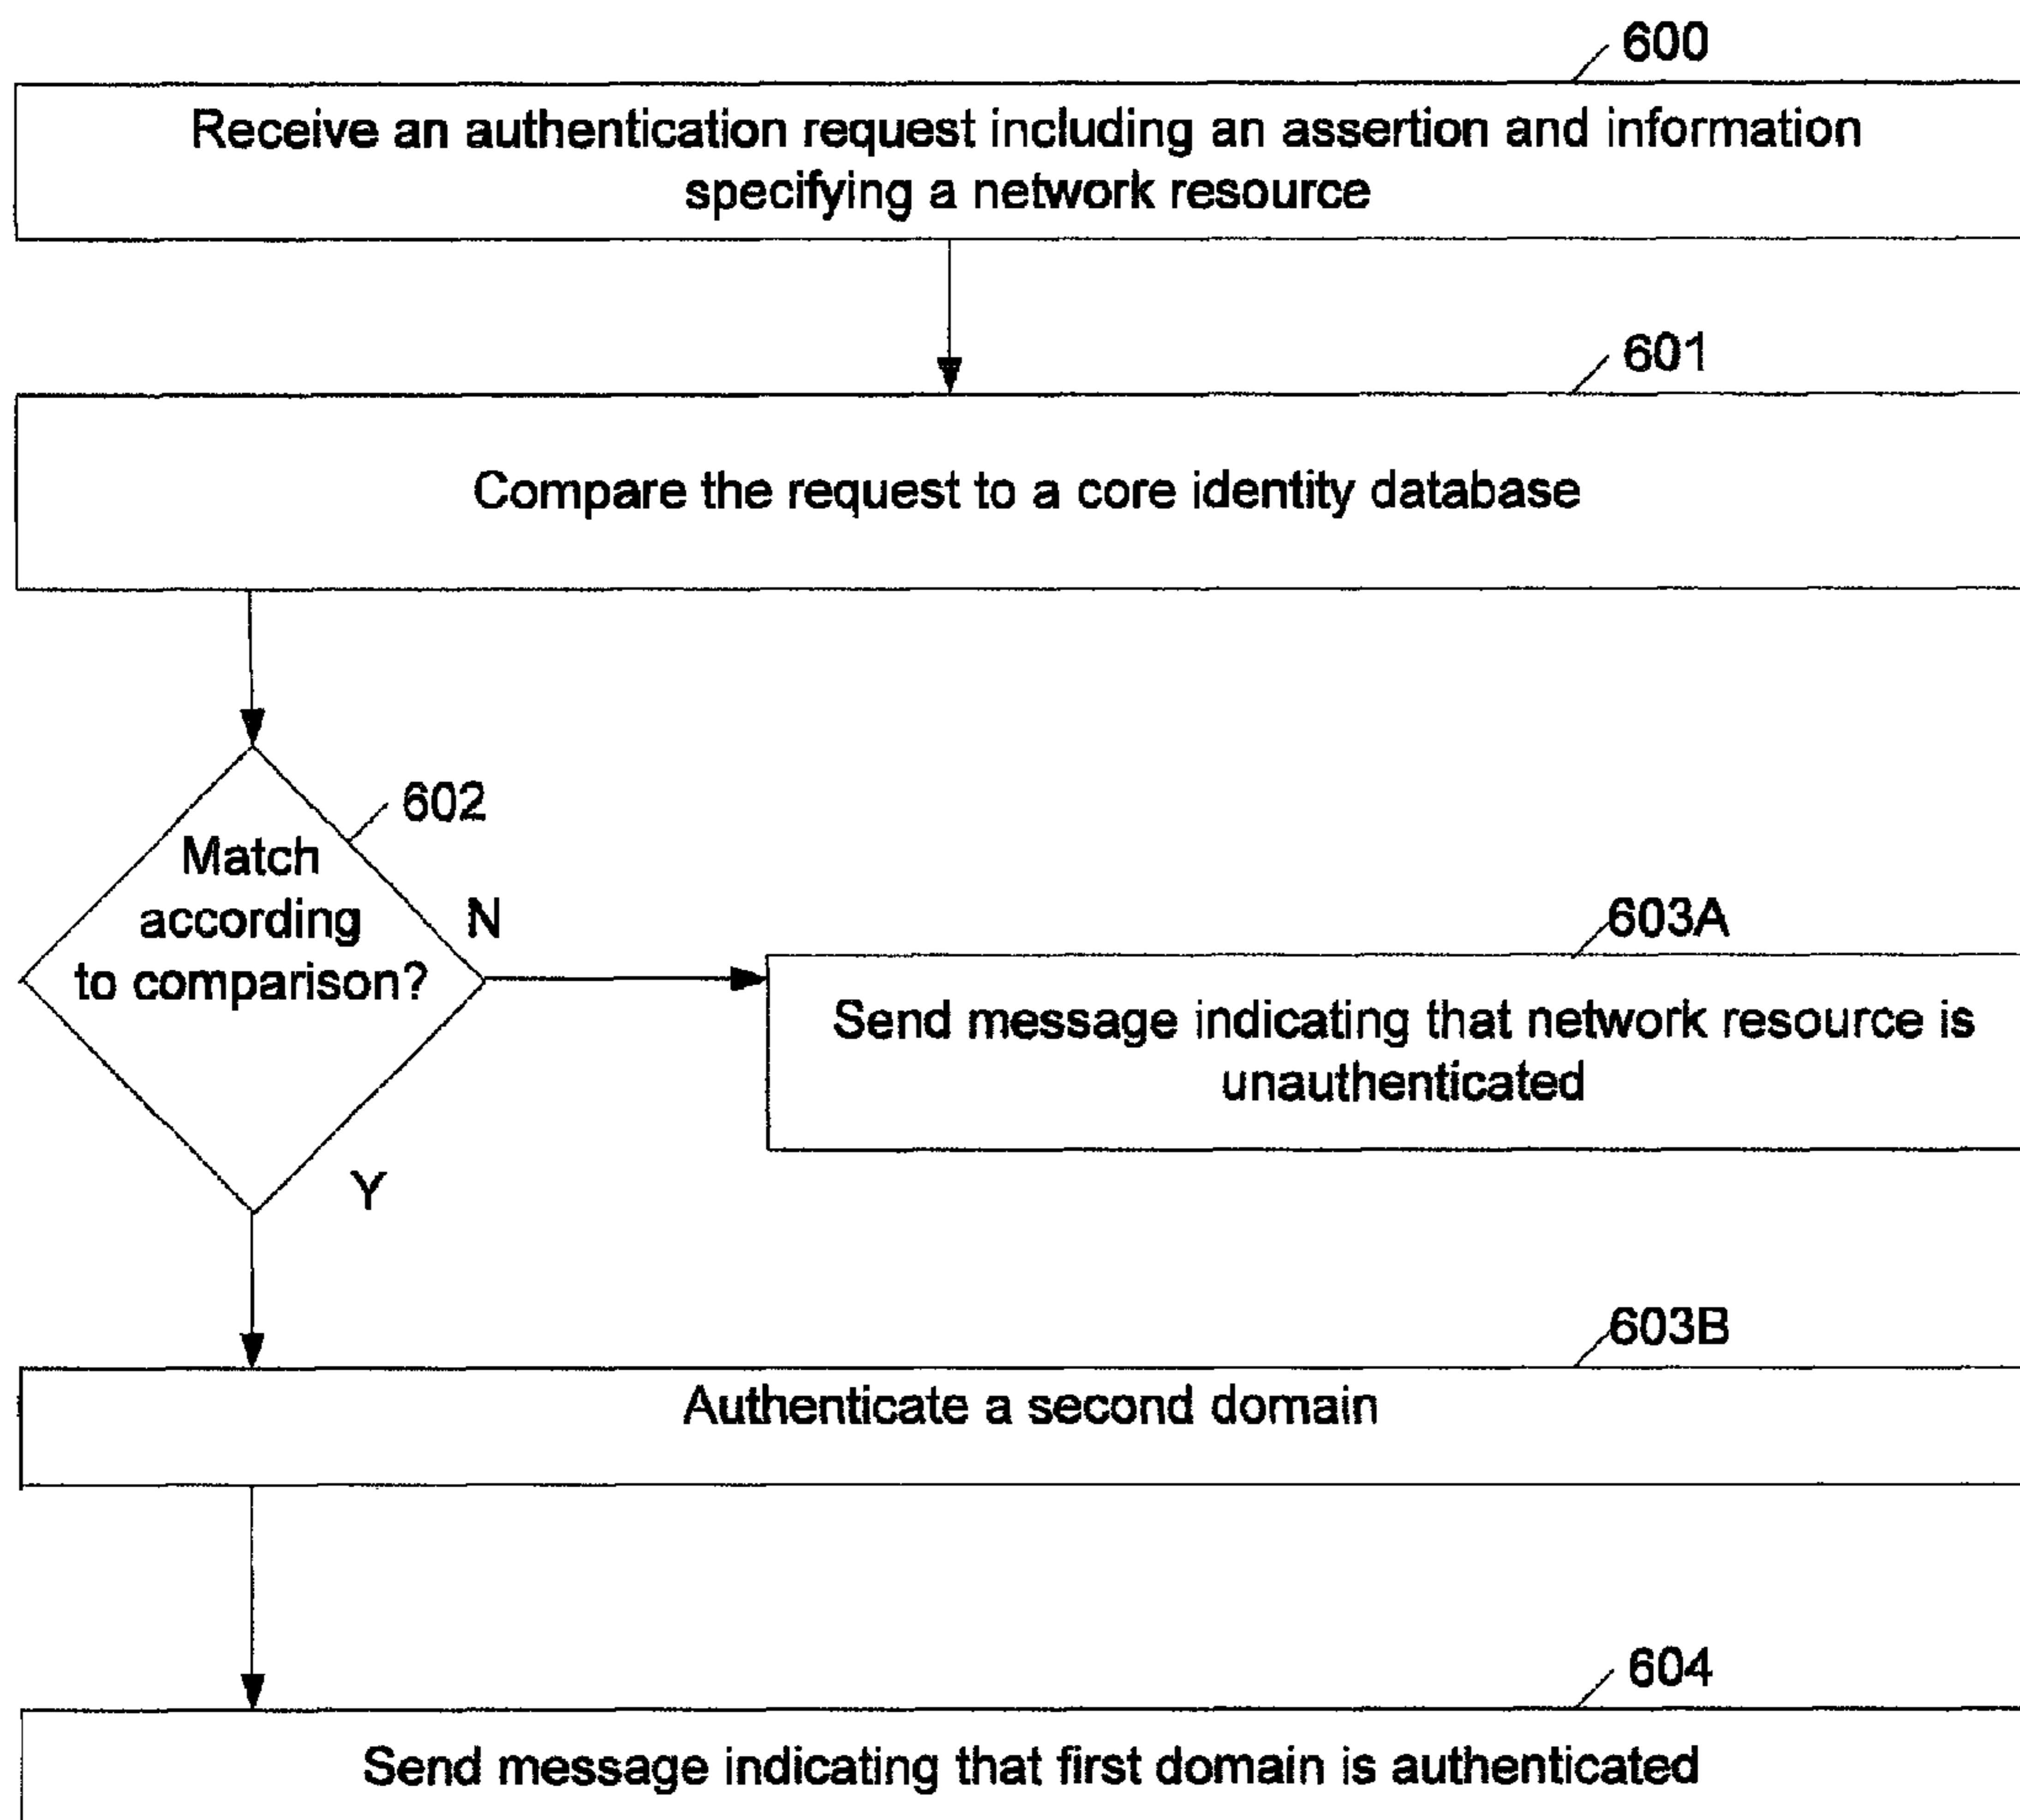 600
Receive an authentication request including an assertion and information
specifying a network resource
601
Compare the request to a core identity database
602
Match
according
to comparison?
N
603A
Send message indicating that network resource is
unauthenticated
Y
603B
Authenticate a second domain
604
Send message indicating that first domain is authenticated